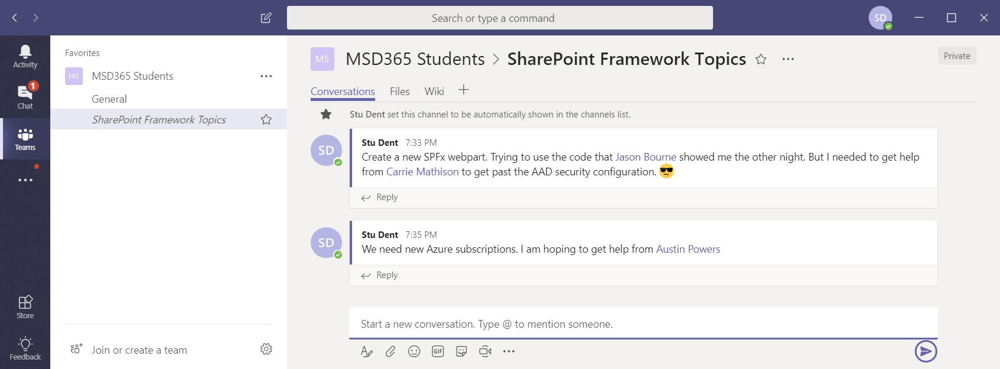 Search or type a command
SD
Activity
1
Chat
Teams
Store
Feedback
Favorites
MS MSD365 Students
General
SharePoint Framework Topics
Join or create a team
MS MSD365 Students > SharePoint Framework Topics
Private
Conversations Files Wiki
Stu Dent set this channel to be automatically shown in the channels list.
SD
Stu Dent 7:33 PM
Create a new SPFx webpart. Trying to use the code that Jason Bourne showed me the other night. But I needed to get help
from Carrie Mathison to get past the AAD security configuration.
Reply
SD
Stu Dent 7:35 PM
We need new Azure subscriptions. I am hoping to get help from Austin Powers
Reply
Start a new conversation. Type @ to mention someone.
GIF